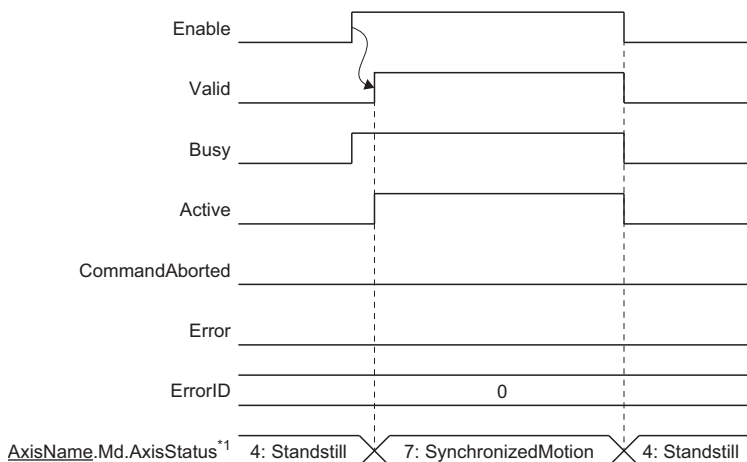 Enable
Valid
Busy
Active
CommandAborted
Error
ErrorID 0
AxisName.Md.AxisStatus*1 4: Standstill 7: SynchronizedMotion 4: Standstill